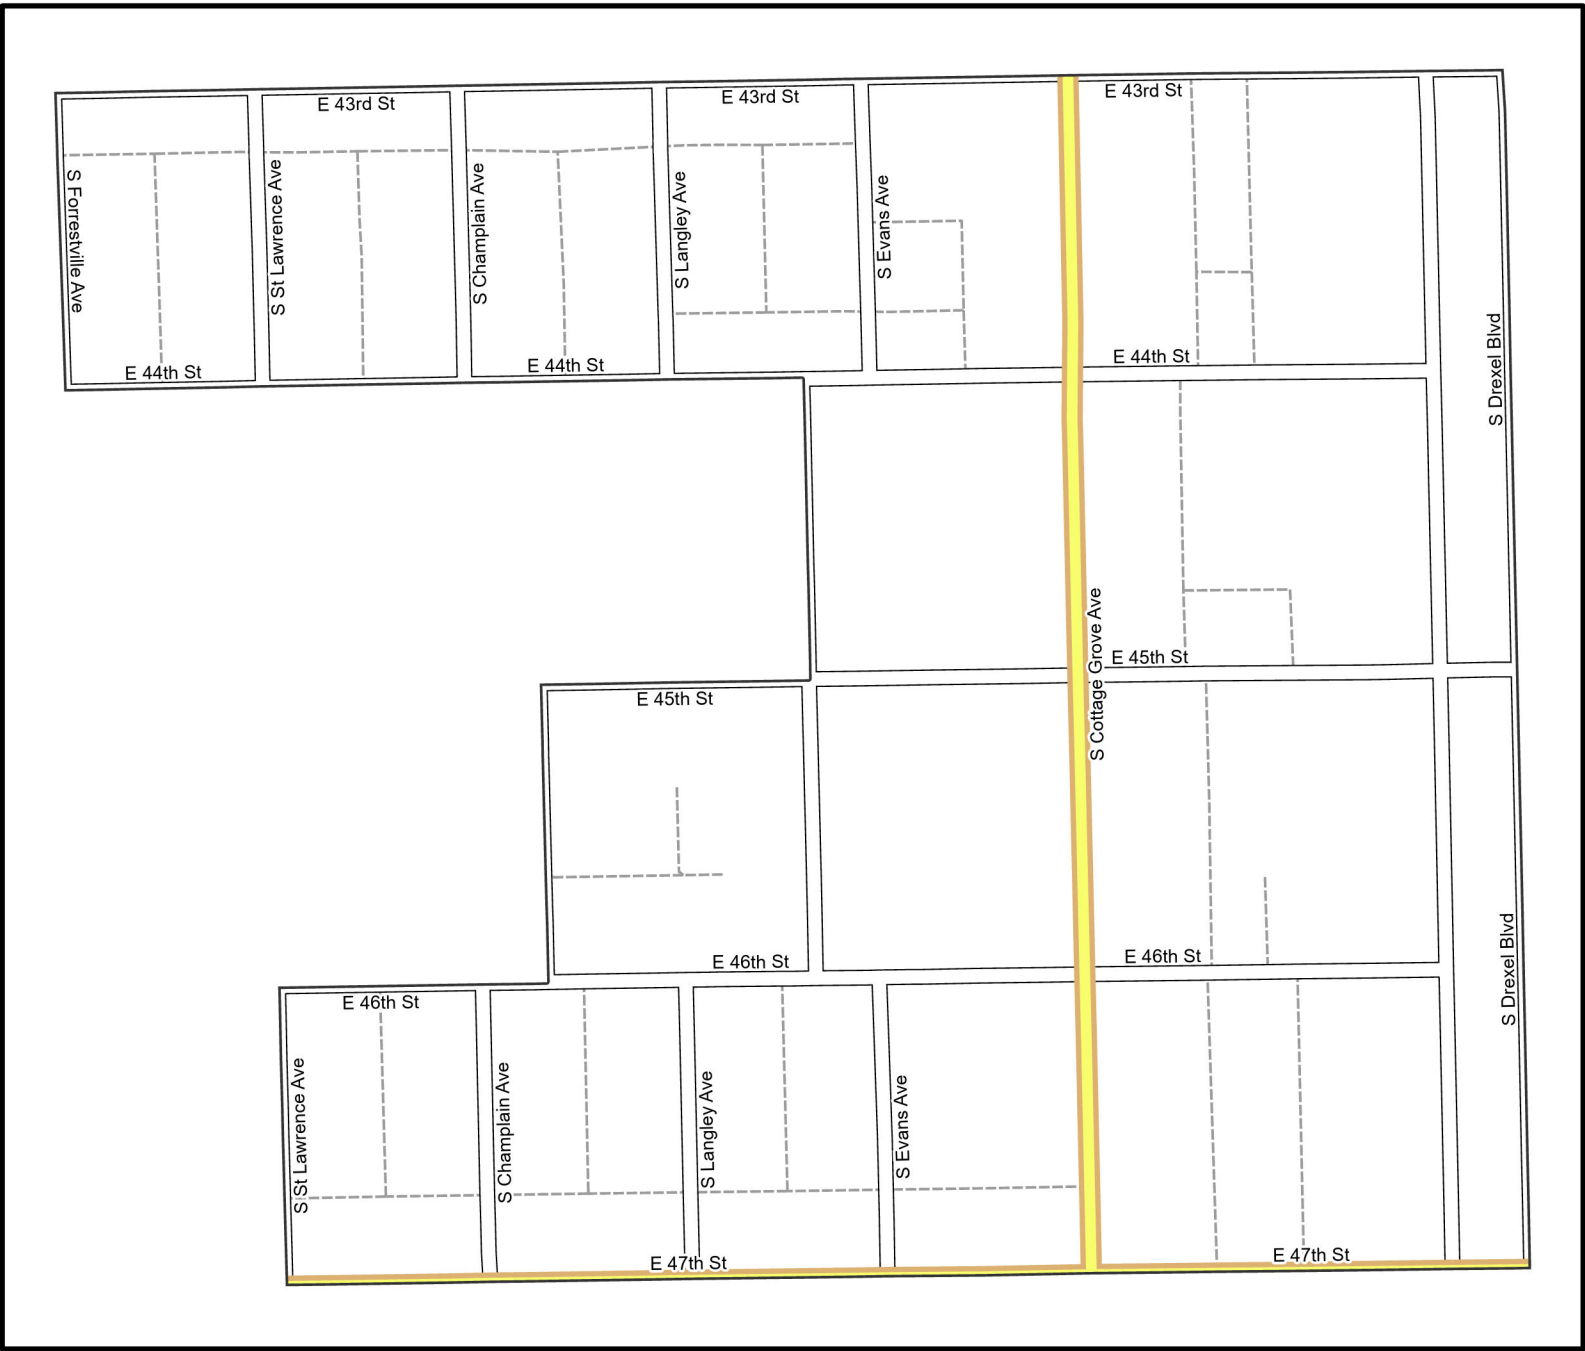 E 43rd St
E 43rd St
E 43rd St
S Forrestville Ave
S St Lawrence Ave
S Champlain Ave
S Langley Ave
S Evans Ave
S Drexel Blvd
E 44th St
E 44th St
E 44th St
S Cottage Grove Ave
E 45th St
E 45th St
E 46th St
E 46th St
E 46th St
S Drexel Blvd
S St Lawrence Ave
S Champlain Ave
S Langley Ave
S Evans Ave
E 47th St
E 47th St